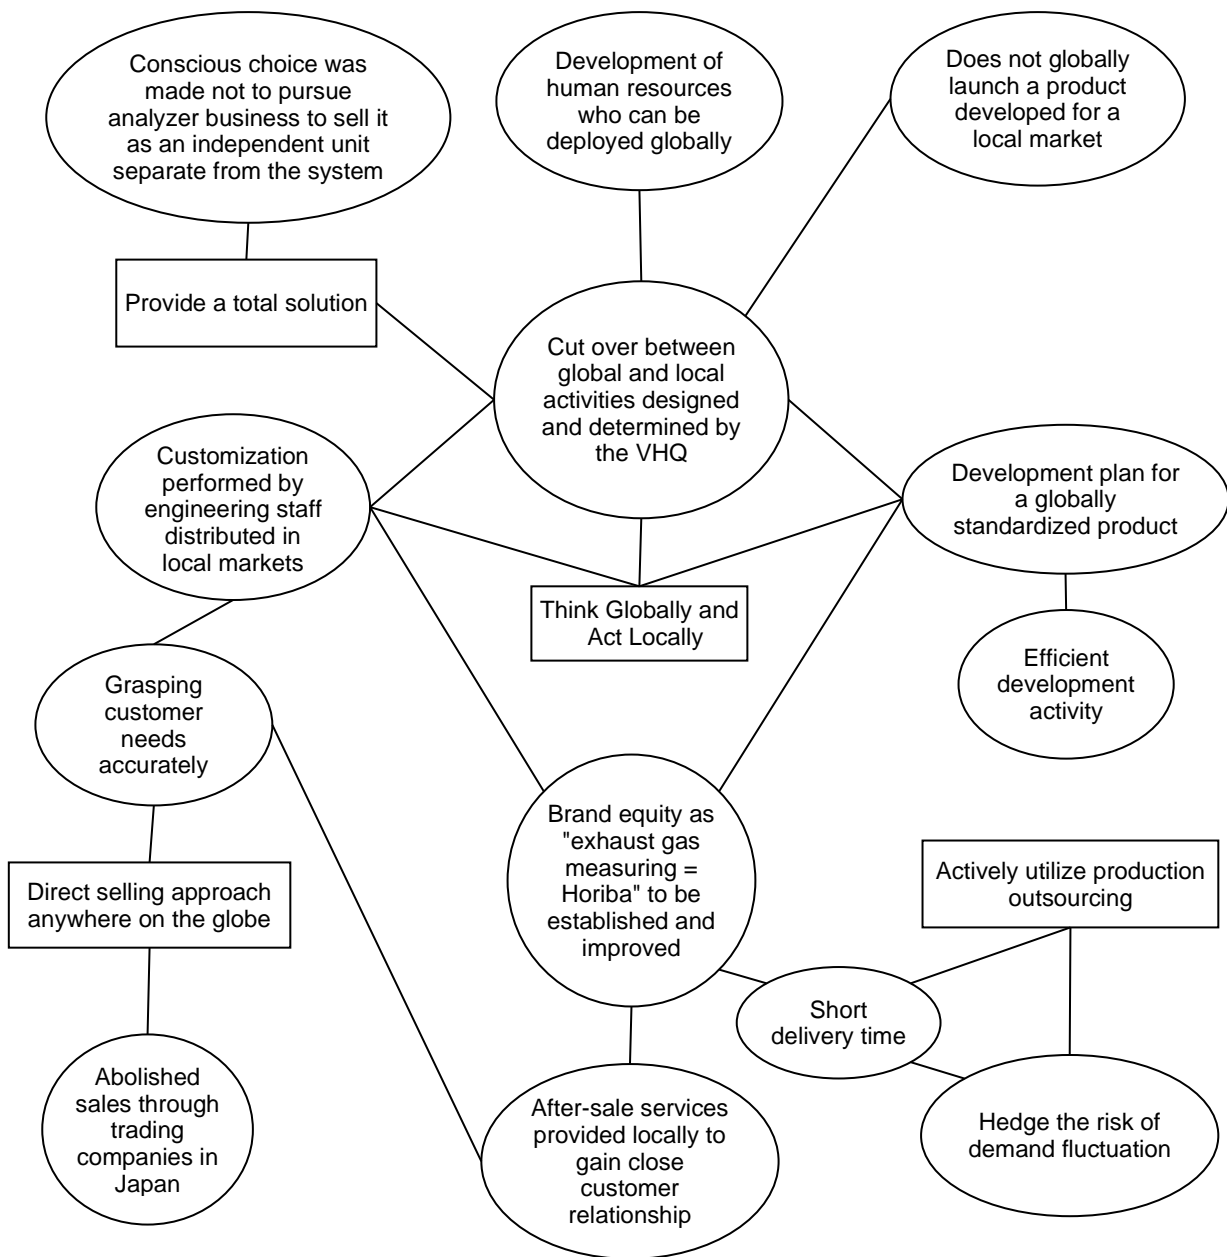 Conscious choice was
made not to pursue
analyzer business to sell it
as an independent unit
separate from the system
Development of
human resources
who can be
deployed globally
Does not globally
launch a product
developed for a
local market
Provide a total solution
Cut over between
global and local
activities designed
and determined by
the VHQ
Customization
performed by
engineering staff
distributed in
local markets
Development plan for
a globally
standardized product
Think Globally and
Act Locally
Efficient
development
activity
Grasping
customer
needs
accurately
Brand equity as
"exhaust gas
measuring =
Horiba" to be
established and
improved
Direct selling approach
anywhere on the globe
Actively utilize production
outsourcing
Short
delivery time
Abolished
sales through
trading
companies in
Japan
After-sale services
provided locally to
gain close
customer
relationship
Hedge the risk of
demand fluctuation